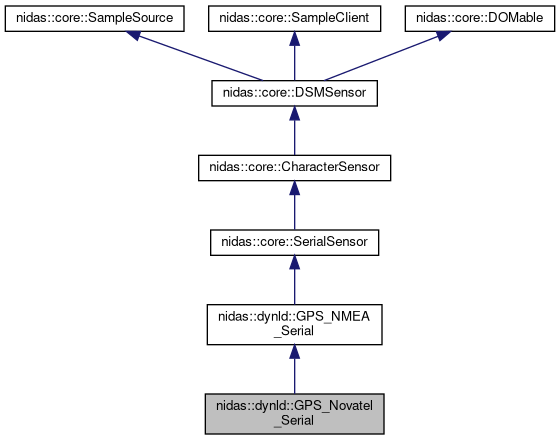 nidas::core::SampleSource
nidas::core::SampleClient
nidas::core::DOMable
nidas::core::DSMSensor
nidas::core::CharacterSensor
nidas::core::SerialSensor
nidas::dynld::GPS_NMEA
_Serial
nidas::dynld::GPS_Novatel
_Serial